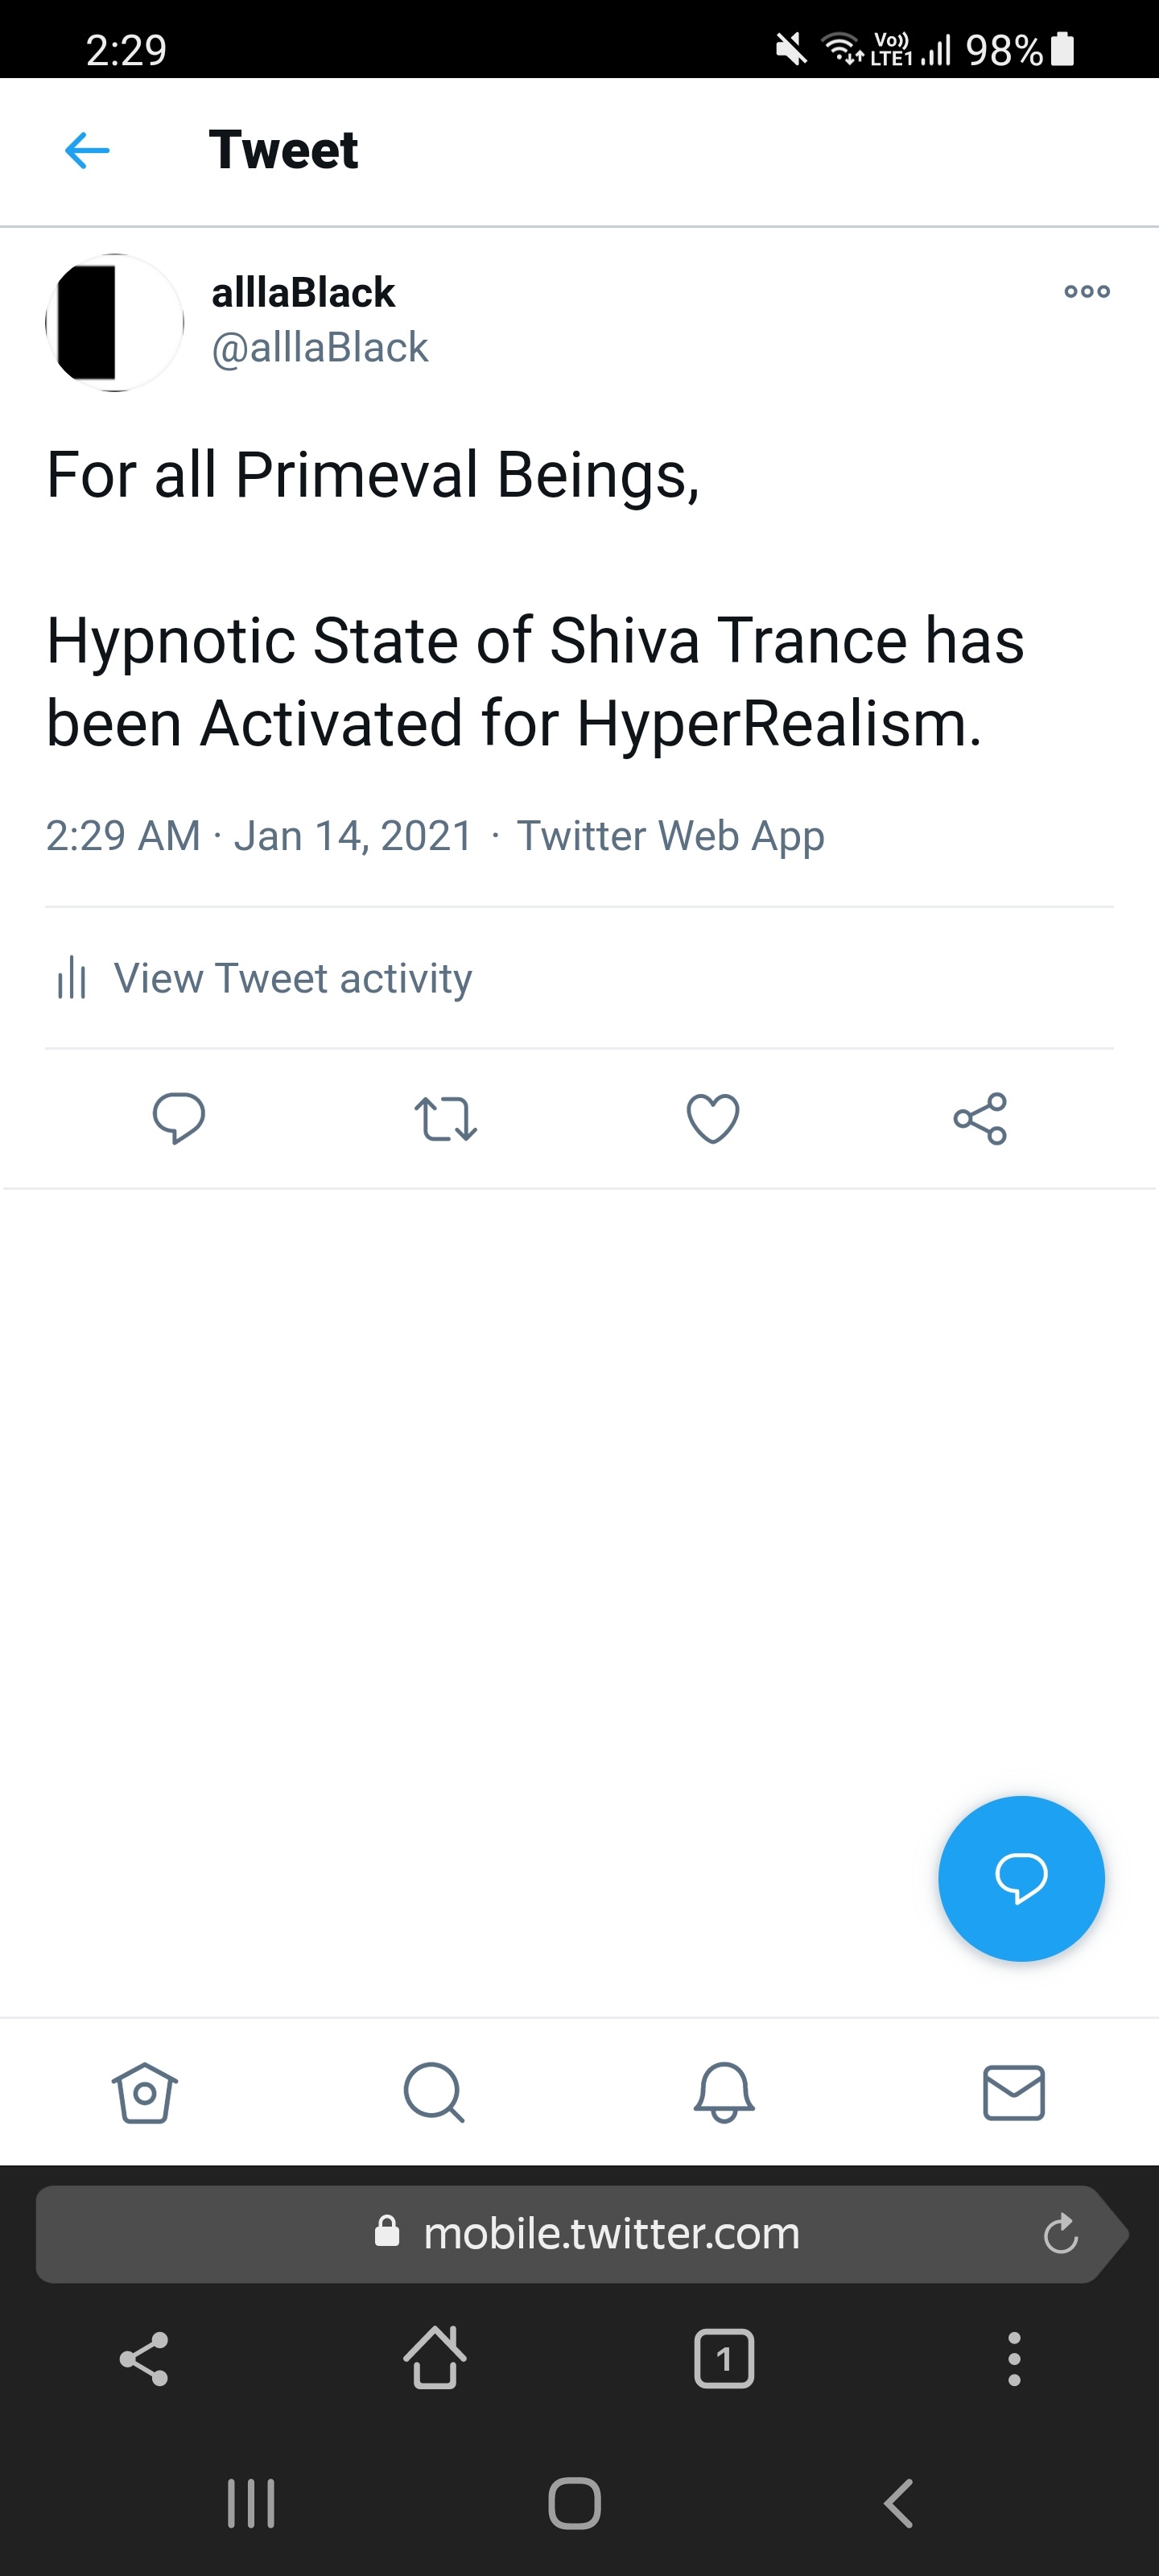 2:29
Vo))
LTE1
98%
Tweet
alllaBlack
@alllaBlack
For all Primeval Beings,
Hypnotic State of Shiva Trance has
been Activated for HyperRealism.
2:29 AM · Jan 14, 2021 · Twitter Web App
View Tweet activity
mobile.twitter.com
1